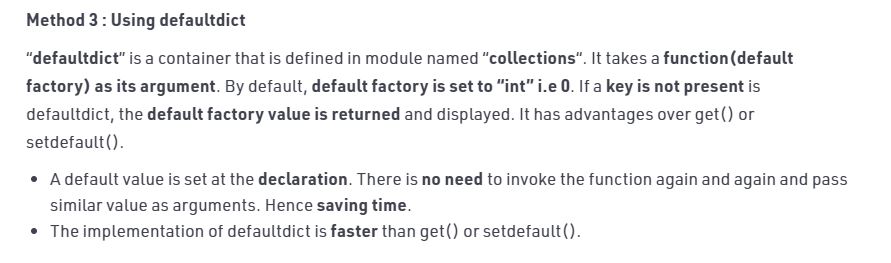 Method 3 : Using defaultdict
“defaultdict” is a container that is defined in module named “collections“. It takes a function(default
factory) as its argument. By default, default factory is set to “int” i.e 0. If a key is not present is
defaultdict, the default factory value is returned and displayed. It has advantages over get() or
setdefault().
• A default value is set at the declaration. There is no need to invoke the function again and again and pass
similar value as arguments. Hence saving time.
• The implementation of defaultdict is faster than get() or setdefault().